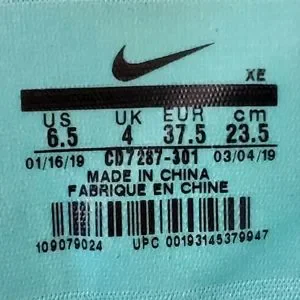 XE
US UK EUR cm
6.5 4 37.5 23.5
01/16/19 CD7287-301 03/04/19
MADE IN CHINA
FABRIQUE EN CHINE
109079024 UPC 00193145379947